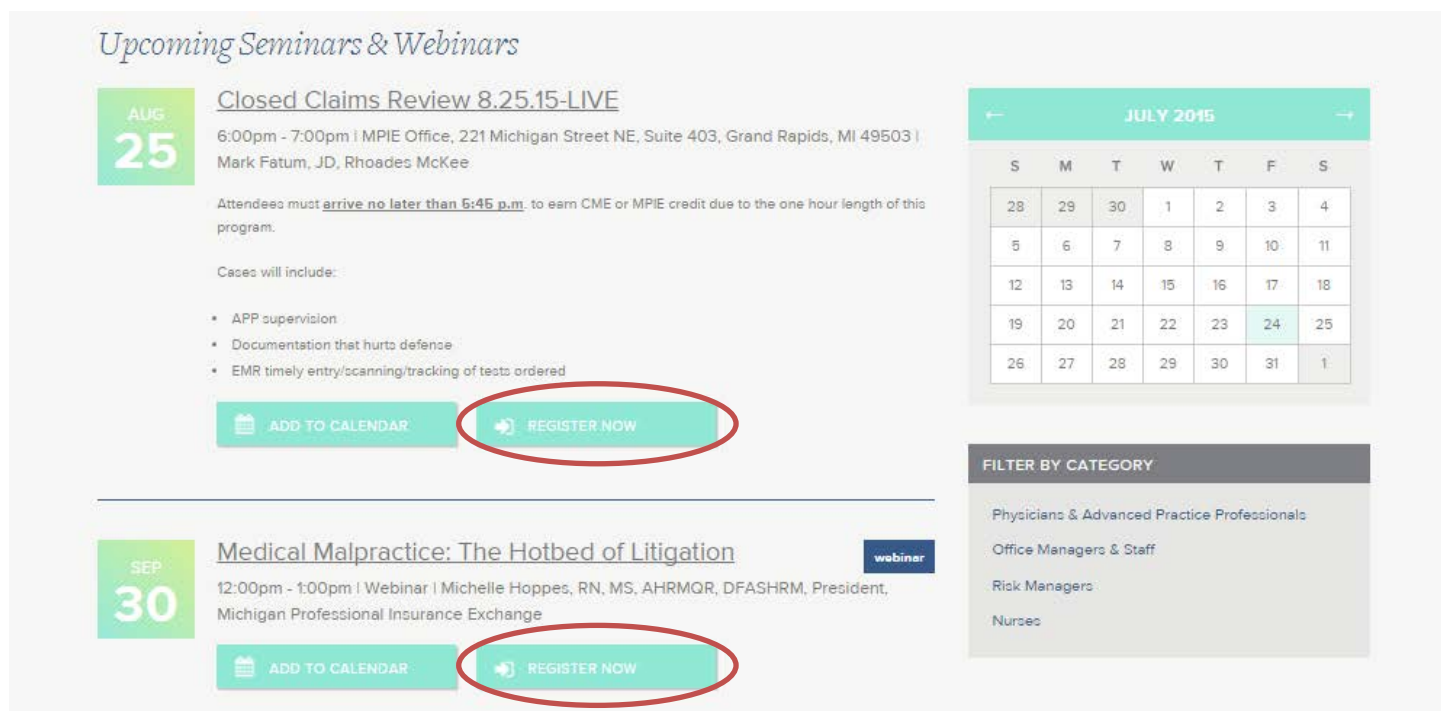 Upcoming Seminars & Webinars
AUG
25
Closed Claims Review 8.25.15-LIVE
6:00pm - 7:00pm | MPIE Office, 221 Michigan Street NE, Suite 403, Grand Rapids, MI 49503 |
Mark Fatum, JD, Rhoades McKee
Attendees must arrive no later than 5:45 p.m. to earn CME or MPIE credit due to the one hour length of this
program.
Cases will include:
• APP supervision
• Documentation that hurts defense
• EMR timely entry/scanning/tracking of tests ordered
ADD TO CALENDAR
REGISTER NOW
SEP
30
Medical Malpractice: The Hotbed of Litigation
webinar
12:00pm - 1:00pm | Webinar | Michelle Hoppes, RN, MS, AHRMQR, DFASHRM, President,
Michigan Professional Insurance Exchange
ADD TO CALENDAR
REGISTER NOW
← JULY 2015 →
S M T W T F S
28 29 30 1 2 3 4
5 6 7 8 9 10 11
12 13 14 15 16 17 18
19 20 21 22 23 24 25
26 27 28 29 30 31 1
FILTER BY CATEGORY
Physicians & Advanced Practice Professionals
Office Managers & Staff
Risk Managers
Nurses